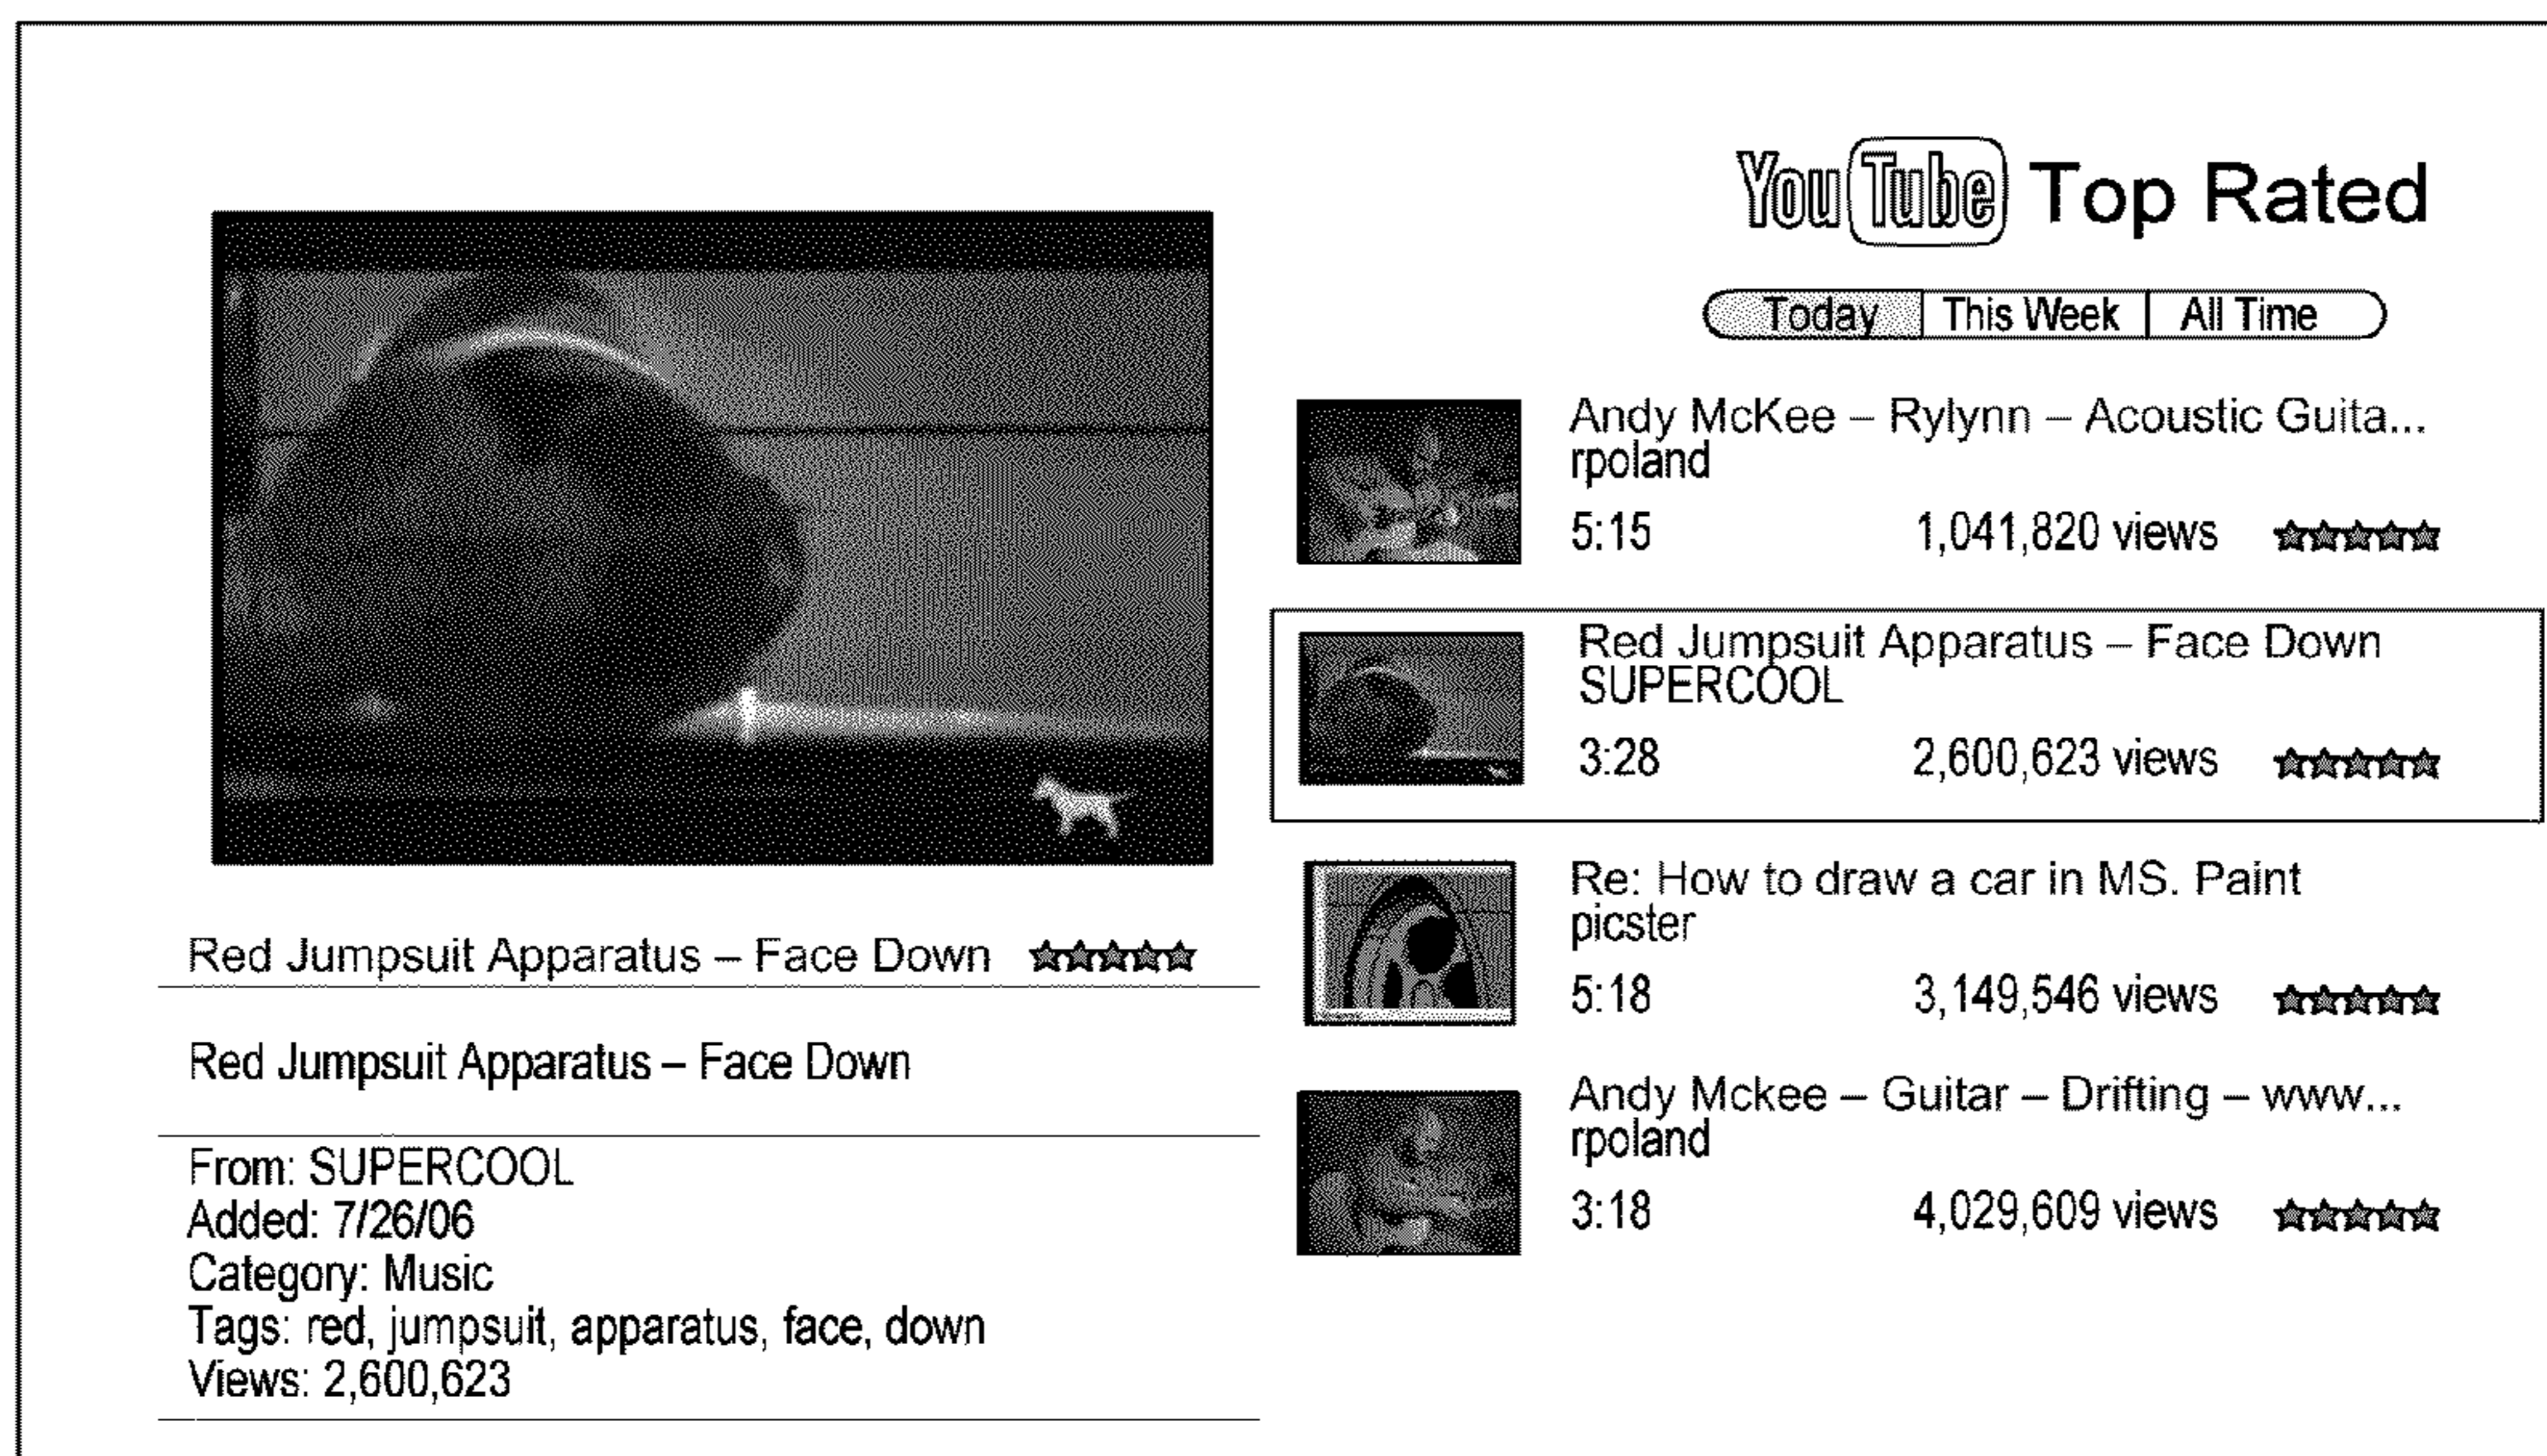 YouTube Top Rated
Today This Week All Time
Andy McKee – Rylynn – Acoustic Guita...
rpoland
5:15 1,041,820 views
Red Jumpsuit Apparatus – Face Down
SUPERCOOL
3:28 2,600,623 views
Re: How to draw a car in MS. Paint
picster
5:18 3,149,546 views
Andy Mckee – Guitar – Drifting – www...
rpoland
3:18 4,029,609 views
Red Jumpsuit Apparatus – Face Down
Red Jumpsuit Apparatus – Face Down
From: SUPERCOOL
Added: 7/26/06
Category: Music
Tags: red, jumpsuit, apparatus, face, down
Views: 2,600,623